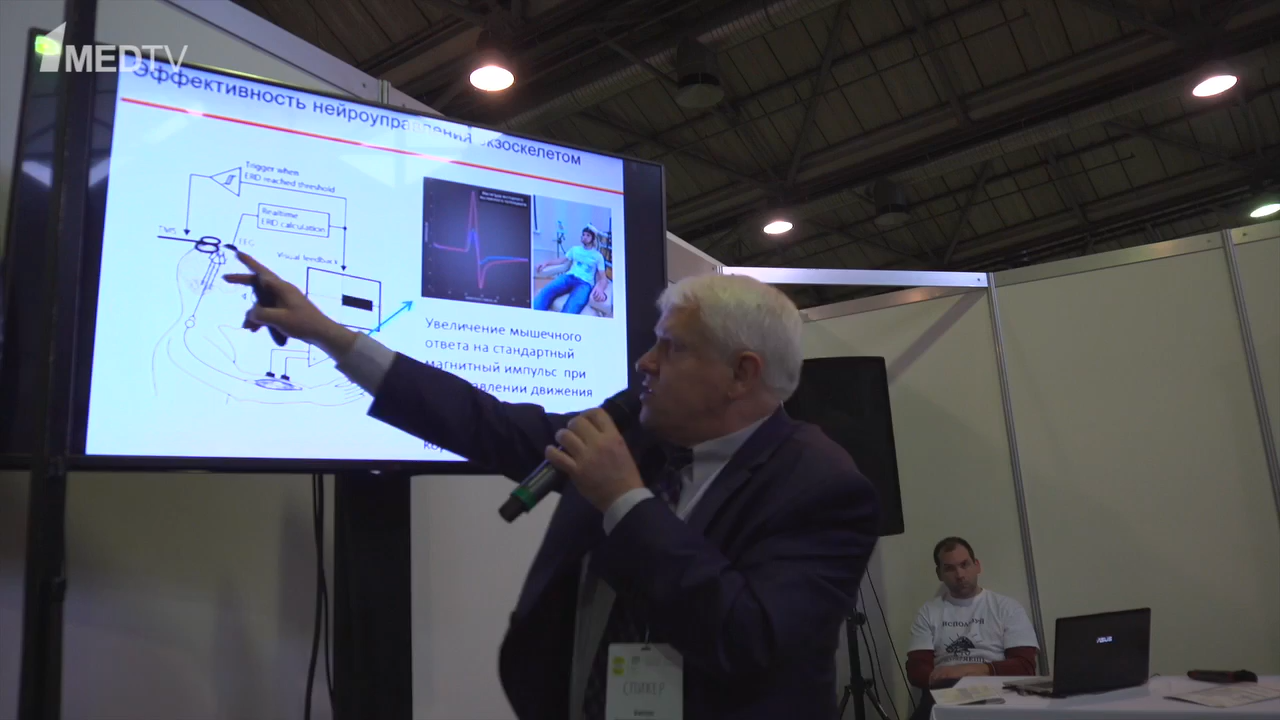 1MEDTV
Эффективность нейроуправления экзоскелетом
Trigger when
ERD reached threshold
Realtime
ERD calculation
TMS
EEG
Visual feedback
Увеличение мышечного
ответа на стандартный
магнитный импульс при
движения
СПИКЕР
ASUS